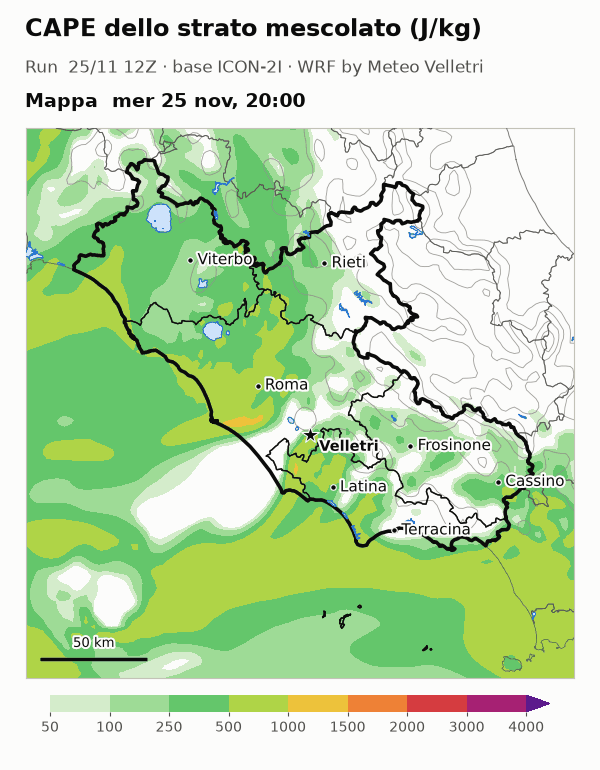 CAPE dello strato mescolato (J/kg)
Run  25/11 12Z · base ICON-2I · WRF by Meteo Velletri
Mappa  mer 25 nov, 20:00
Viterbo
Rieti
Roma
Velletri
Frosinone
Cassino
Latina
Terracina
50 km
50 100 250 500 1000 1500 2000 3000 4000